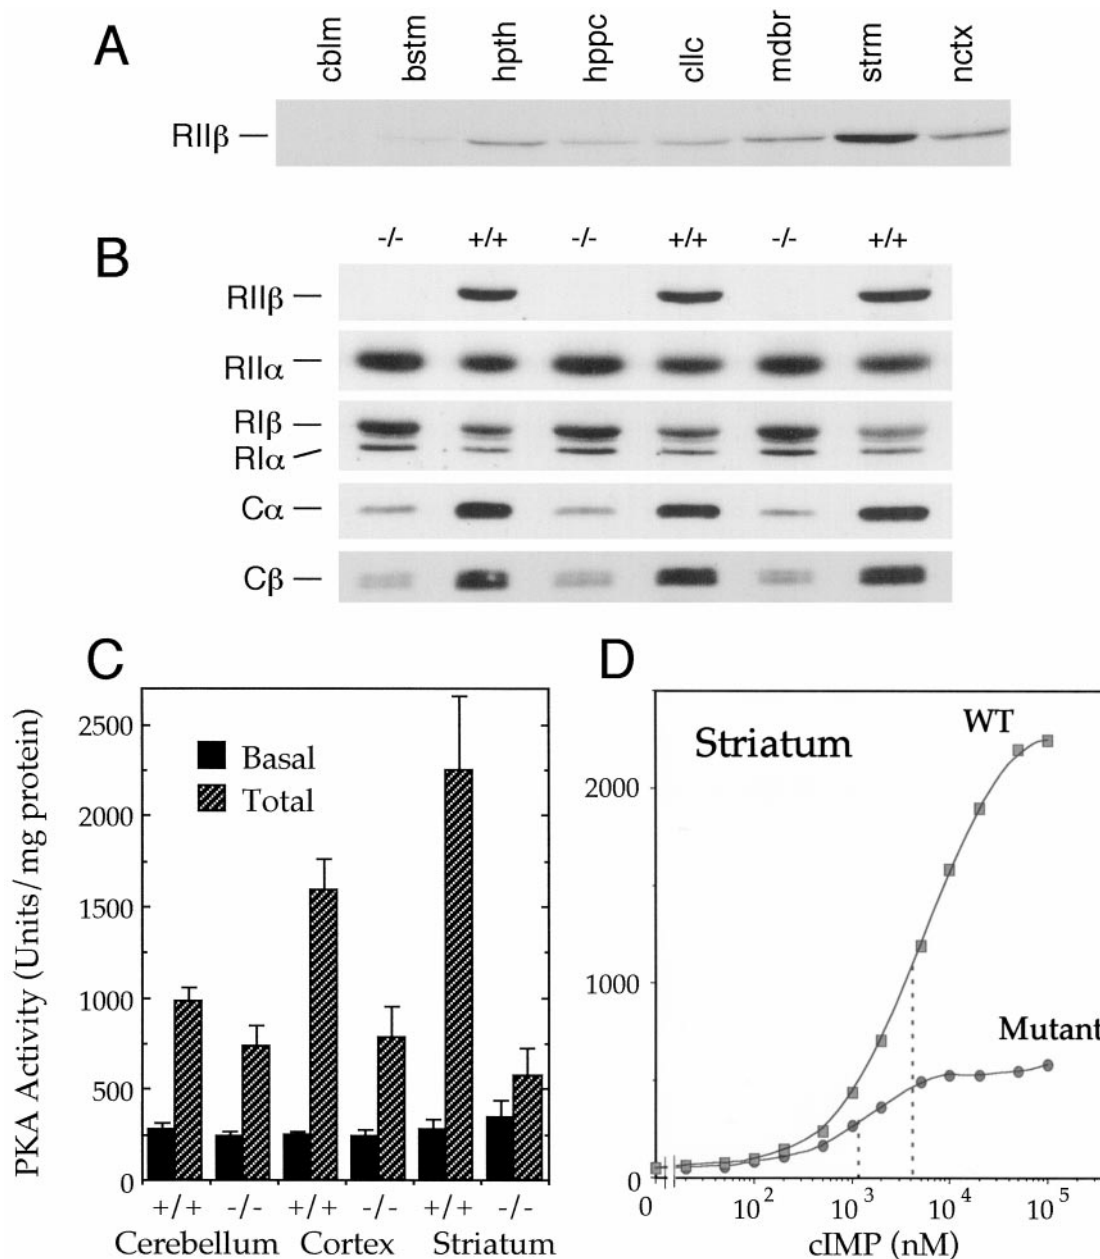 A
cblm
bstm
hpth
hppc
cllc
mdbr
strm
nctx
RIIβ
B
-/- +/+ -/- +/+ -/- +/+
RIIβ
RIIα
RIβ
RIα
Cα
Cβ
C
PKA Activity (Units/mg protein)
2500
2000
1500
1000
500
0
Basal
Total
+/+ -/- +/+ -/- +/+ -/-
Cerebellum Cortex Striatum
D
Striatum
WT
Mutant
2000
1000
0
0 10² 10³ 10⁴ 10⁵
cIMP (nM)